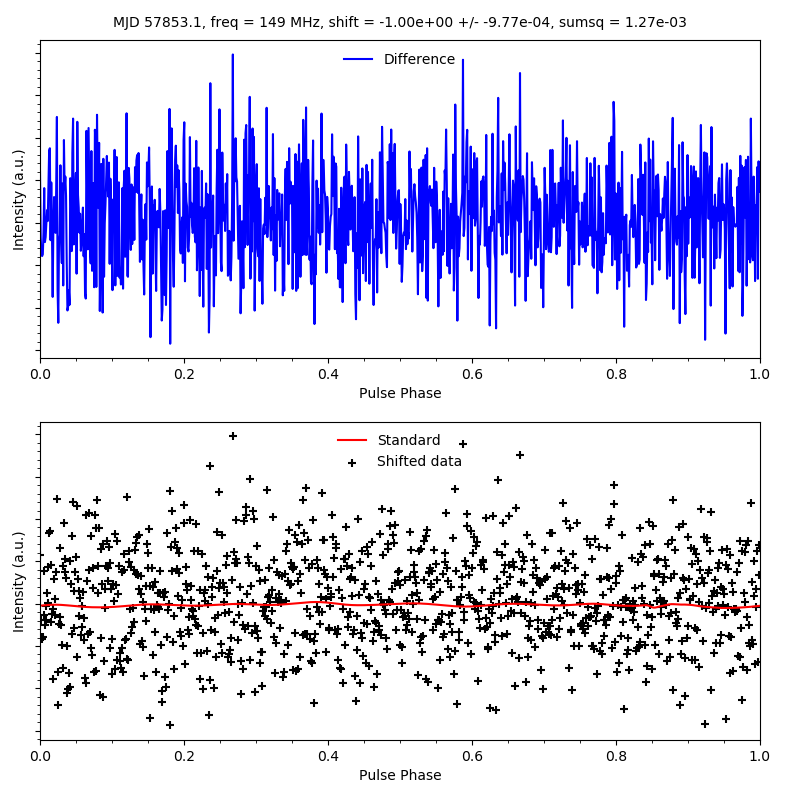 MJD 57853.1, freq = 149 MHz, shift = -1.00e+00 +/- -9.77e-04, sumsq = 1.27e-03
Difference
Intensity (a.u.)
0.0 0.2 0.4 0.6 0.8 1.0
Pulse Phase
Standard
Shifted data
Intensity (a.u.)
0.0 0.2 0.4 0.6 0.8 1.0
Pulse Phase